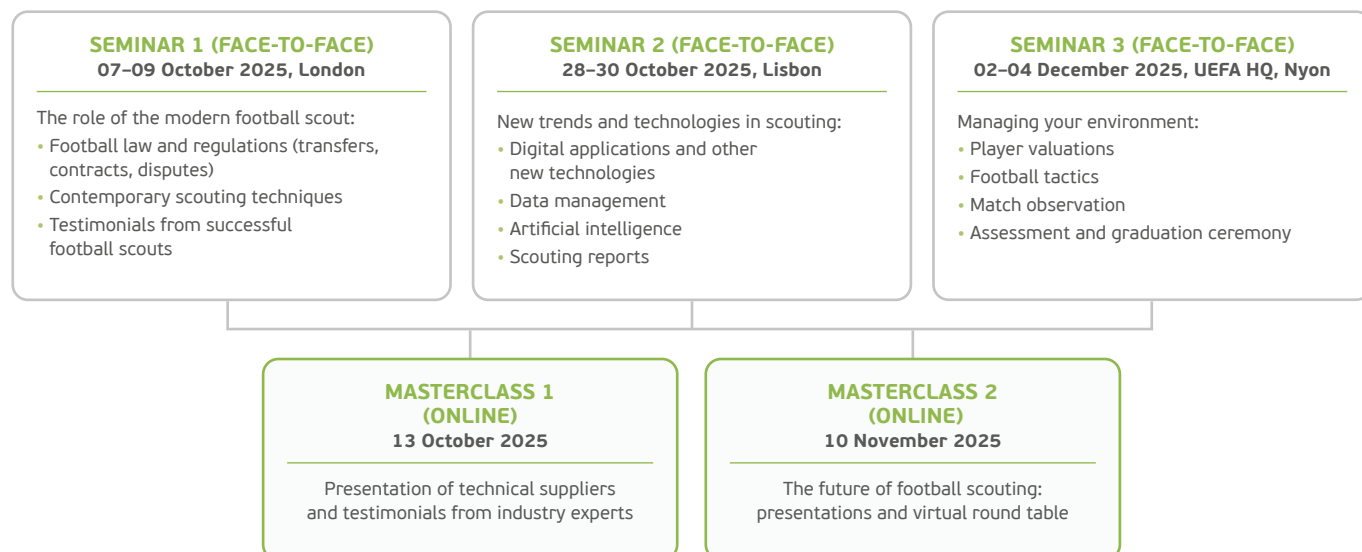 SEMINAR 1 (FACE-TO-FACE)
07–09 October 2025, London
The role of the modern football scout:
• Football law and regulations (transfers,
contracts, disputes)
• Contemporary scouting techniques
• Testimonials from successful
football scouts
SEMINAR 2 (FACE-TO-FACE)
28–30 October 2025, Lisbon
New trends and technologies in scouting:
• Digital applications and other
new technologies
• Data management
• Artificial intelligence
• Scouting reports
SEMINAR 3 (FACE-TO-FACE)
02–04 December 2025, UEFA HQ, Nyon
Managing your environment:
• Player valuations
• Football tactics
• Match observation
• Assessment and graduation ceremony
MASTERCLASS 1
(ONLINE)
13 October 2025
Presentation of technical suppliers
and testimonials from industry experts
MASTERCLASS 2
(ONLINE)
10 November 2025
The future of football scouting:
presentations and virtual round table